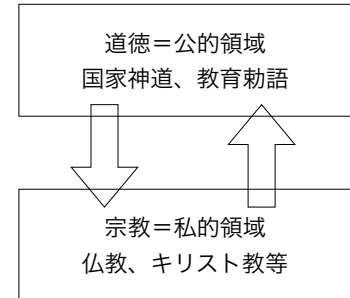 道徳＝公的領域
国家神道、教育勅語
宗教＝私的領域
仏教、キリスト教等